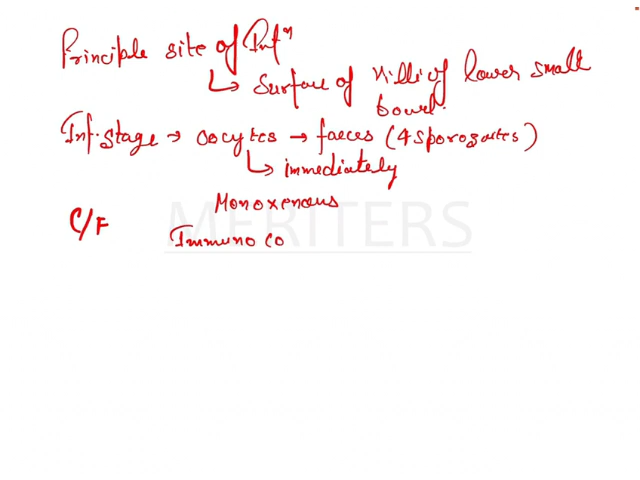 Principle site of Infⁿ
↳ Surface of Villi of lower small
bowel.
Inf. stage → oocytes → faeces (4 sporozoites)
↳ immediately
Monoxenous
C/F
MERITERS
Immuno co